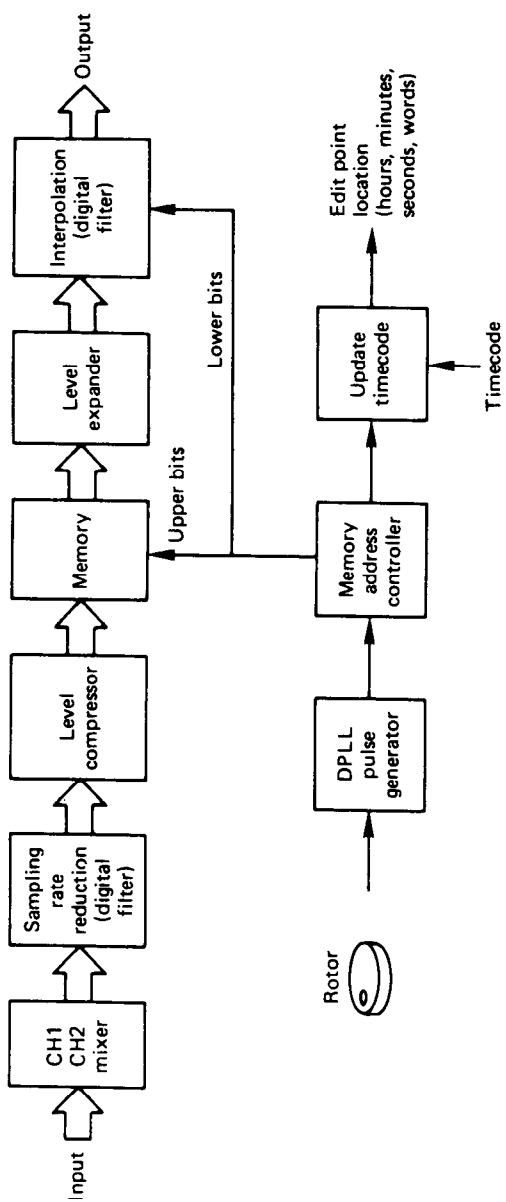 Input
CH1
CH2
mixer
Sampling
rate
reduction
(digital
filter)
Level
compressor
Memory
Level
expander
Interpolation
(digital
filter)
Output
Upper bits
Lower bits
Rotor
DPLL
pulse
generator
Memory
address
controller
Update
timecode
Timecode
Edit point
location
(hours, minutes,
seconds, words)